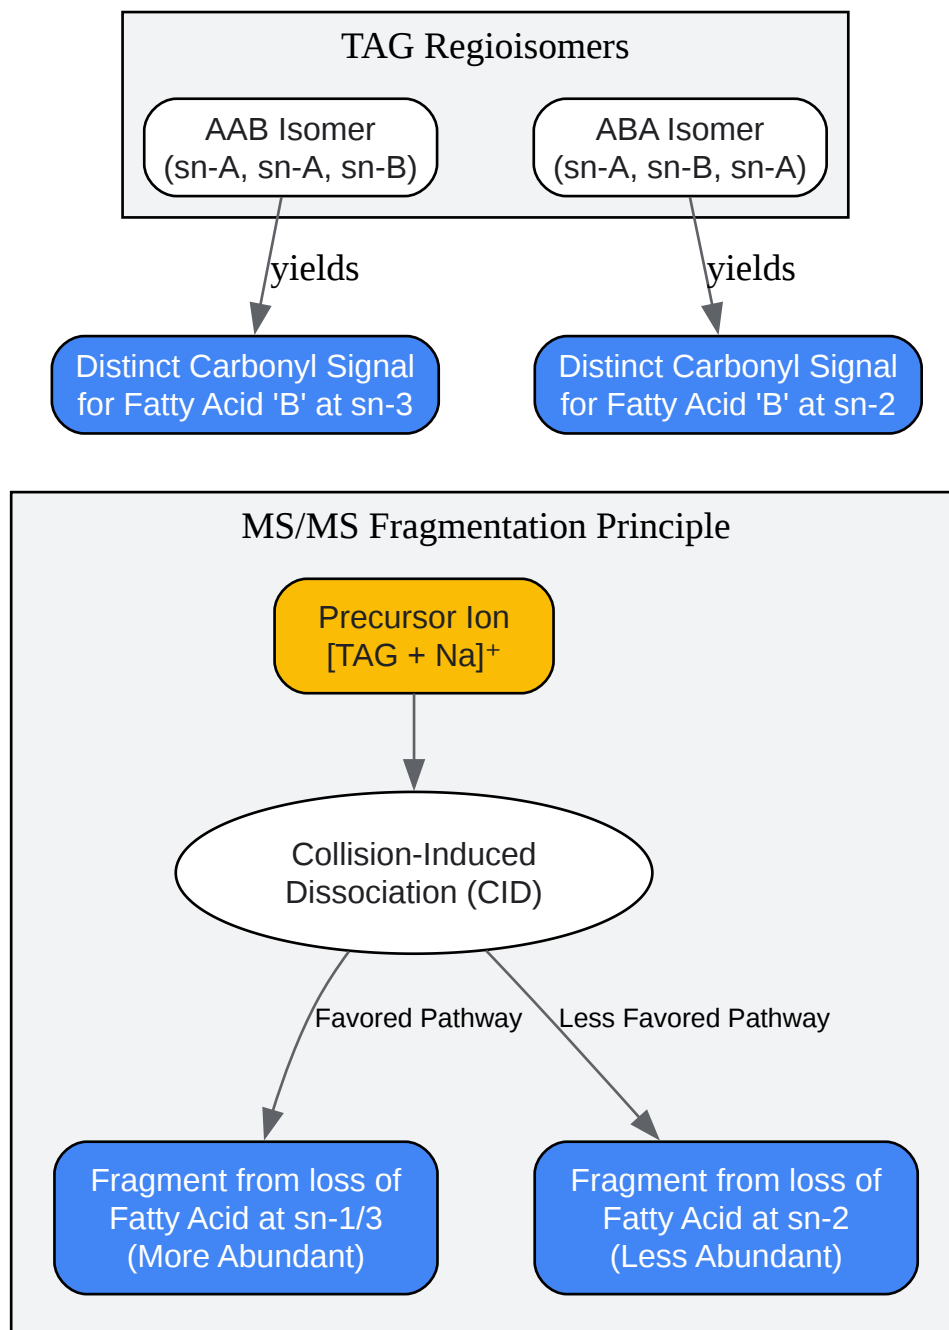 TAG Regioisomers
AAB Isomer
(sn-A, sn-A, sn-B)
ABA Isomer
(sn-A, sn-B, sn-A)
yields
yields
Distinct Carbonyl Signal
for Fatty Acid 'B' at sn-3
Distinct Carbonyl Signal
for Fatty Acid 'B' at sn-2
MS/MS Fragmentation Principle
Precursor Ion
[TAG + Na]⁺
Collision-Induced
Dissociation (CID)
Favored Pathway
Less Favored Pathway
Fragment from loss of
Fatty Acid at sn-1/3
(More Abundant)
Fragment from loss of
Fatty Acid at sn-2
(Less Abundant)